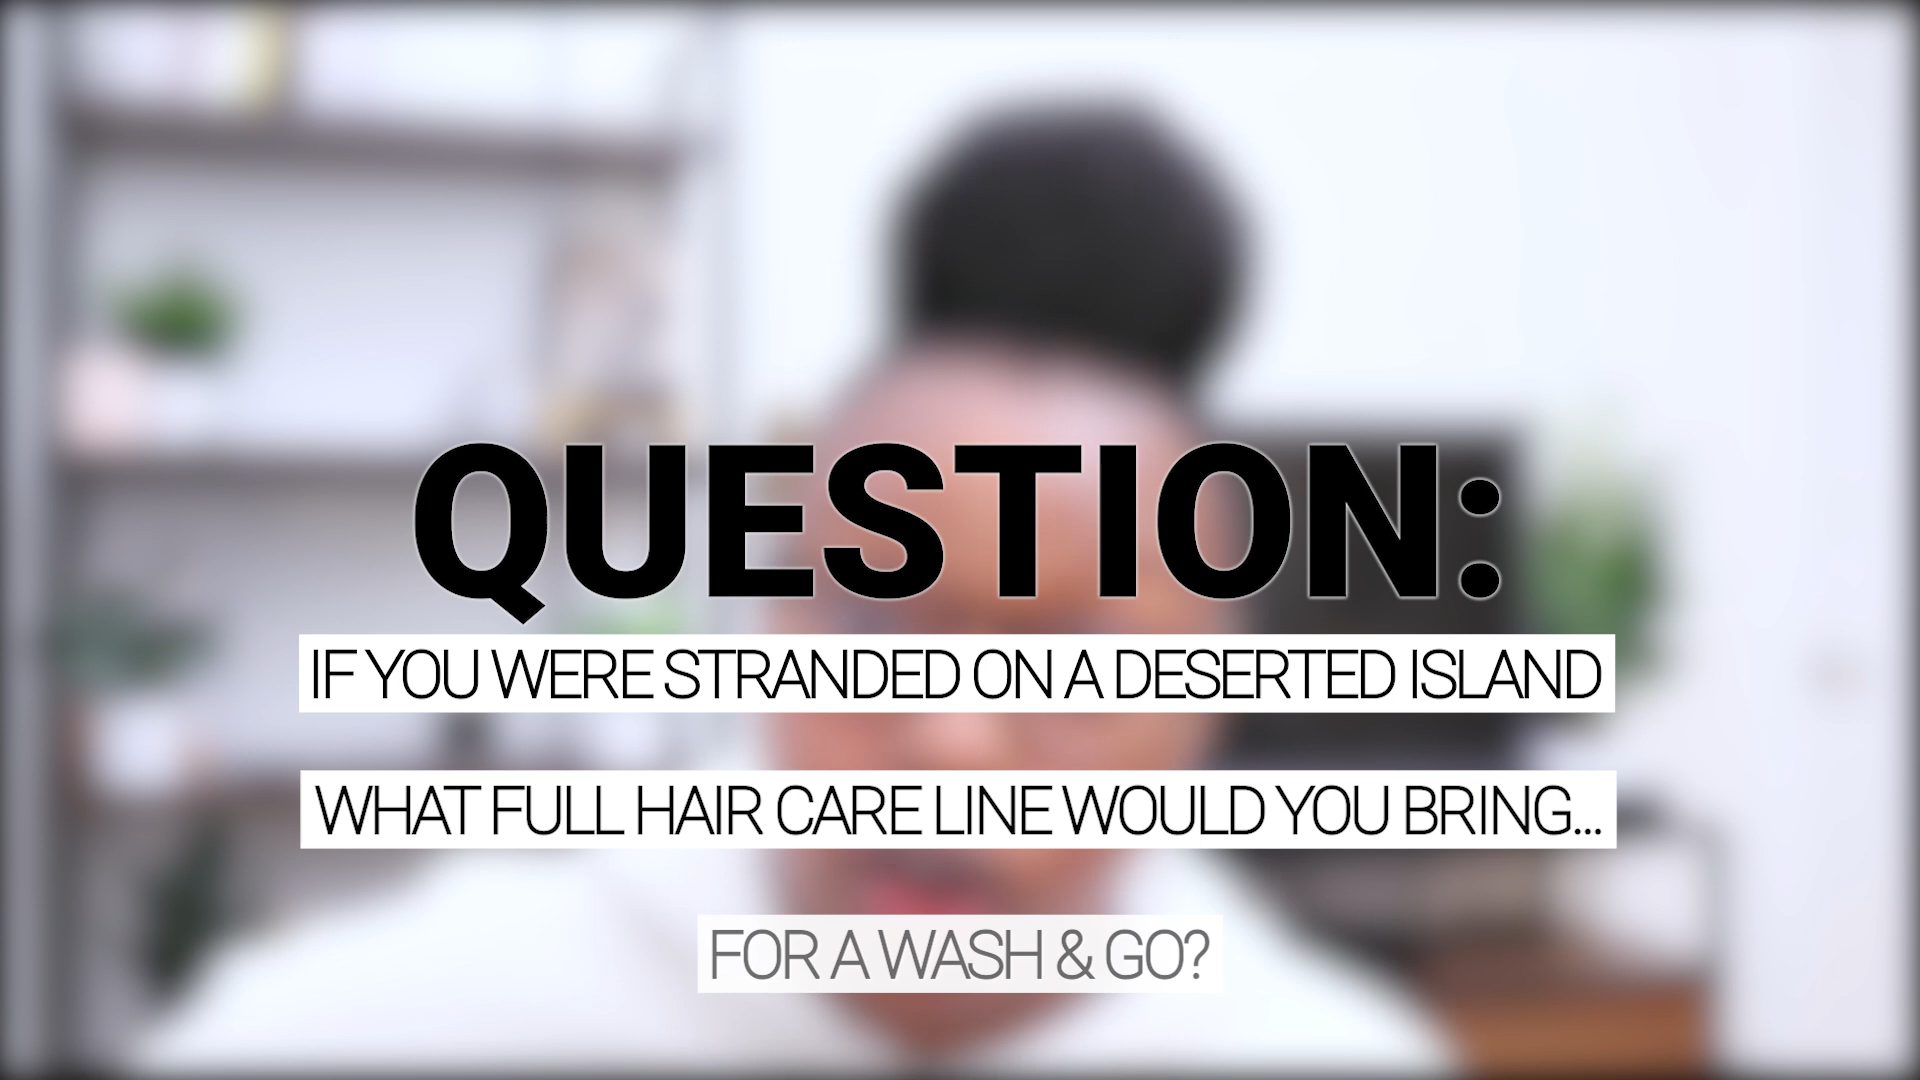 QUESTION:
IF YOU WERE STRANDED ON A DESERTED ISLAND
WHAT FULL HAIR CARE LINE WOULD YOU BRING...
FOR A WASH & GO?